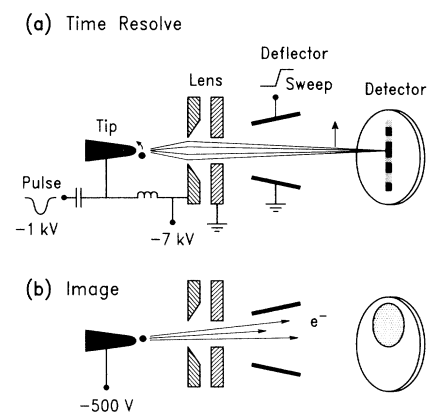 (a) Time Resolve
Deflector
Lens
Sweep
Detector
Tip
Pulse
-1 kV
-7 kV
(b) Image
e⁻
-500 V